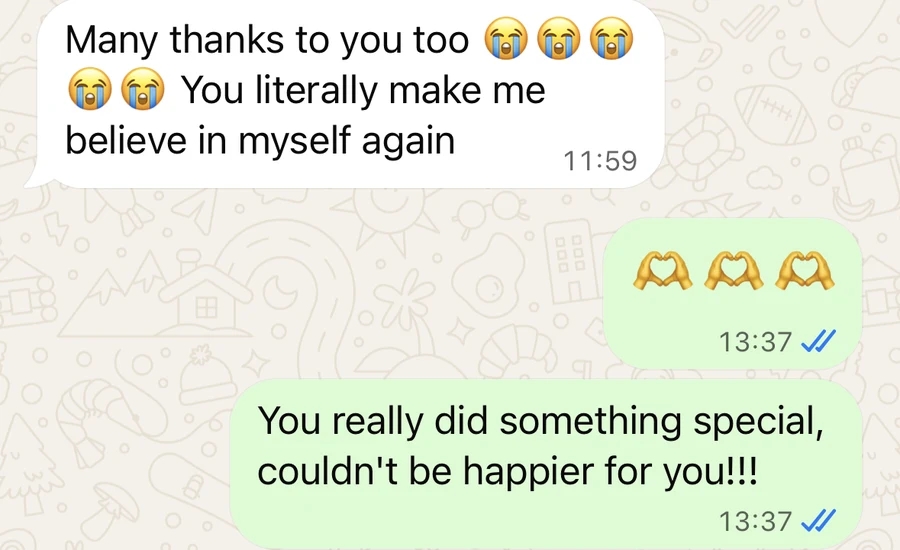 Many thanks to you too 😭😭😭
😭😭 You literally make me
believe in myself again
11:59
🫶🫶🫶
13:37
You really did something special,
couldn't be happier for you!!!
13:37